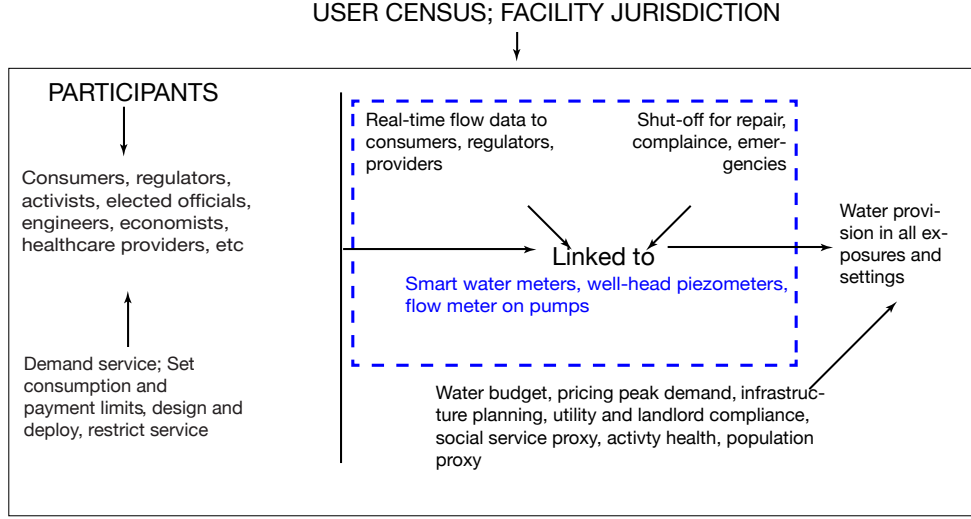 USER CENSUS; FACILITY JURISDICTION
PARTICIPANTS
Consumers, regulators,
activists, elected officials,
engineers, economists,
healthcare providers, etc
Demand service; Set
consumption and
payment limits, design and
deploy, restrict service
Real-time flow data to
consumers, regulators,
providers
Shut-off for repair,
complaince, emer-
gencies
Linked to
Smart water meters, well-head piezometers,
flow meter on pumps
Water budget, pricing peak demand, infrastruc-
ture planning, utility and landlord compliance,
social service proxy, activty health, population
proxy
Water provi-
sion in all ex-
posures and
settings